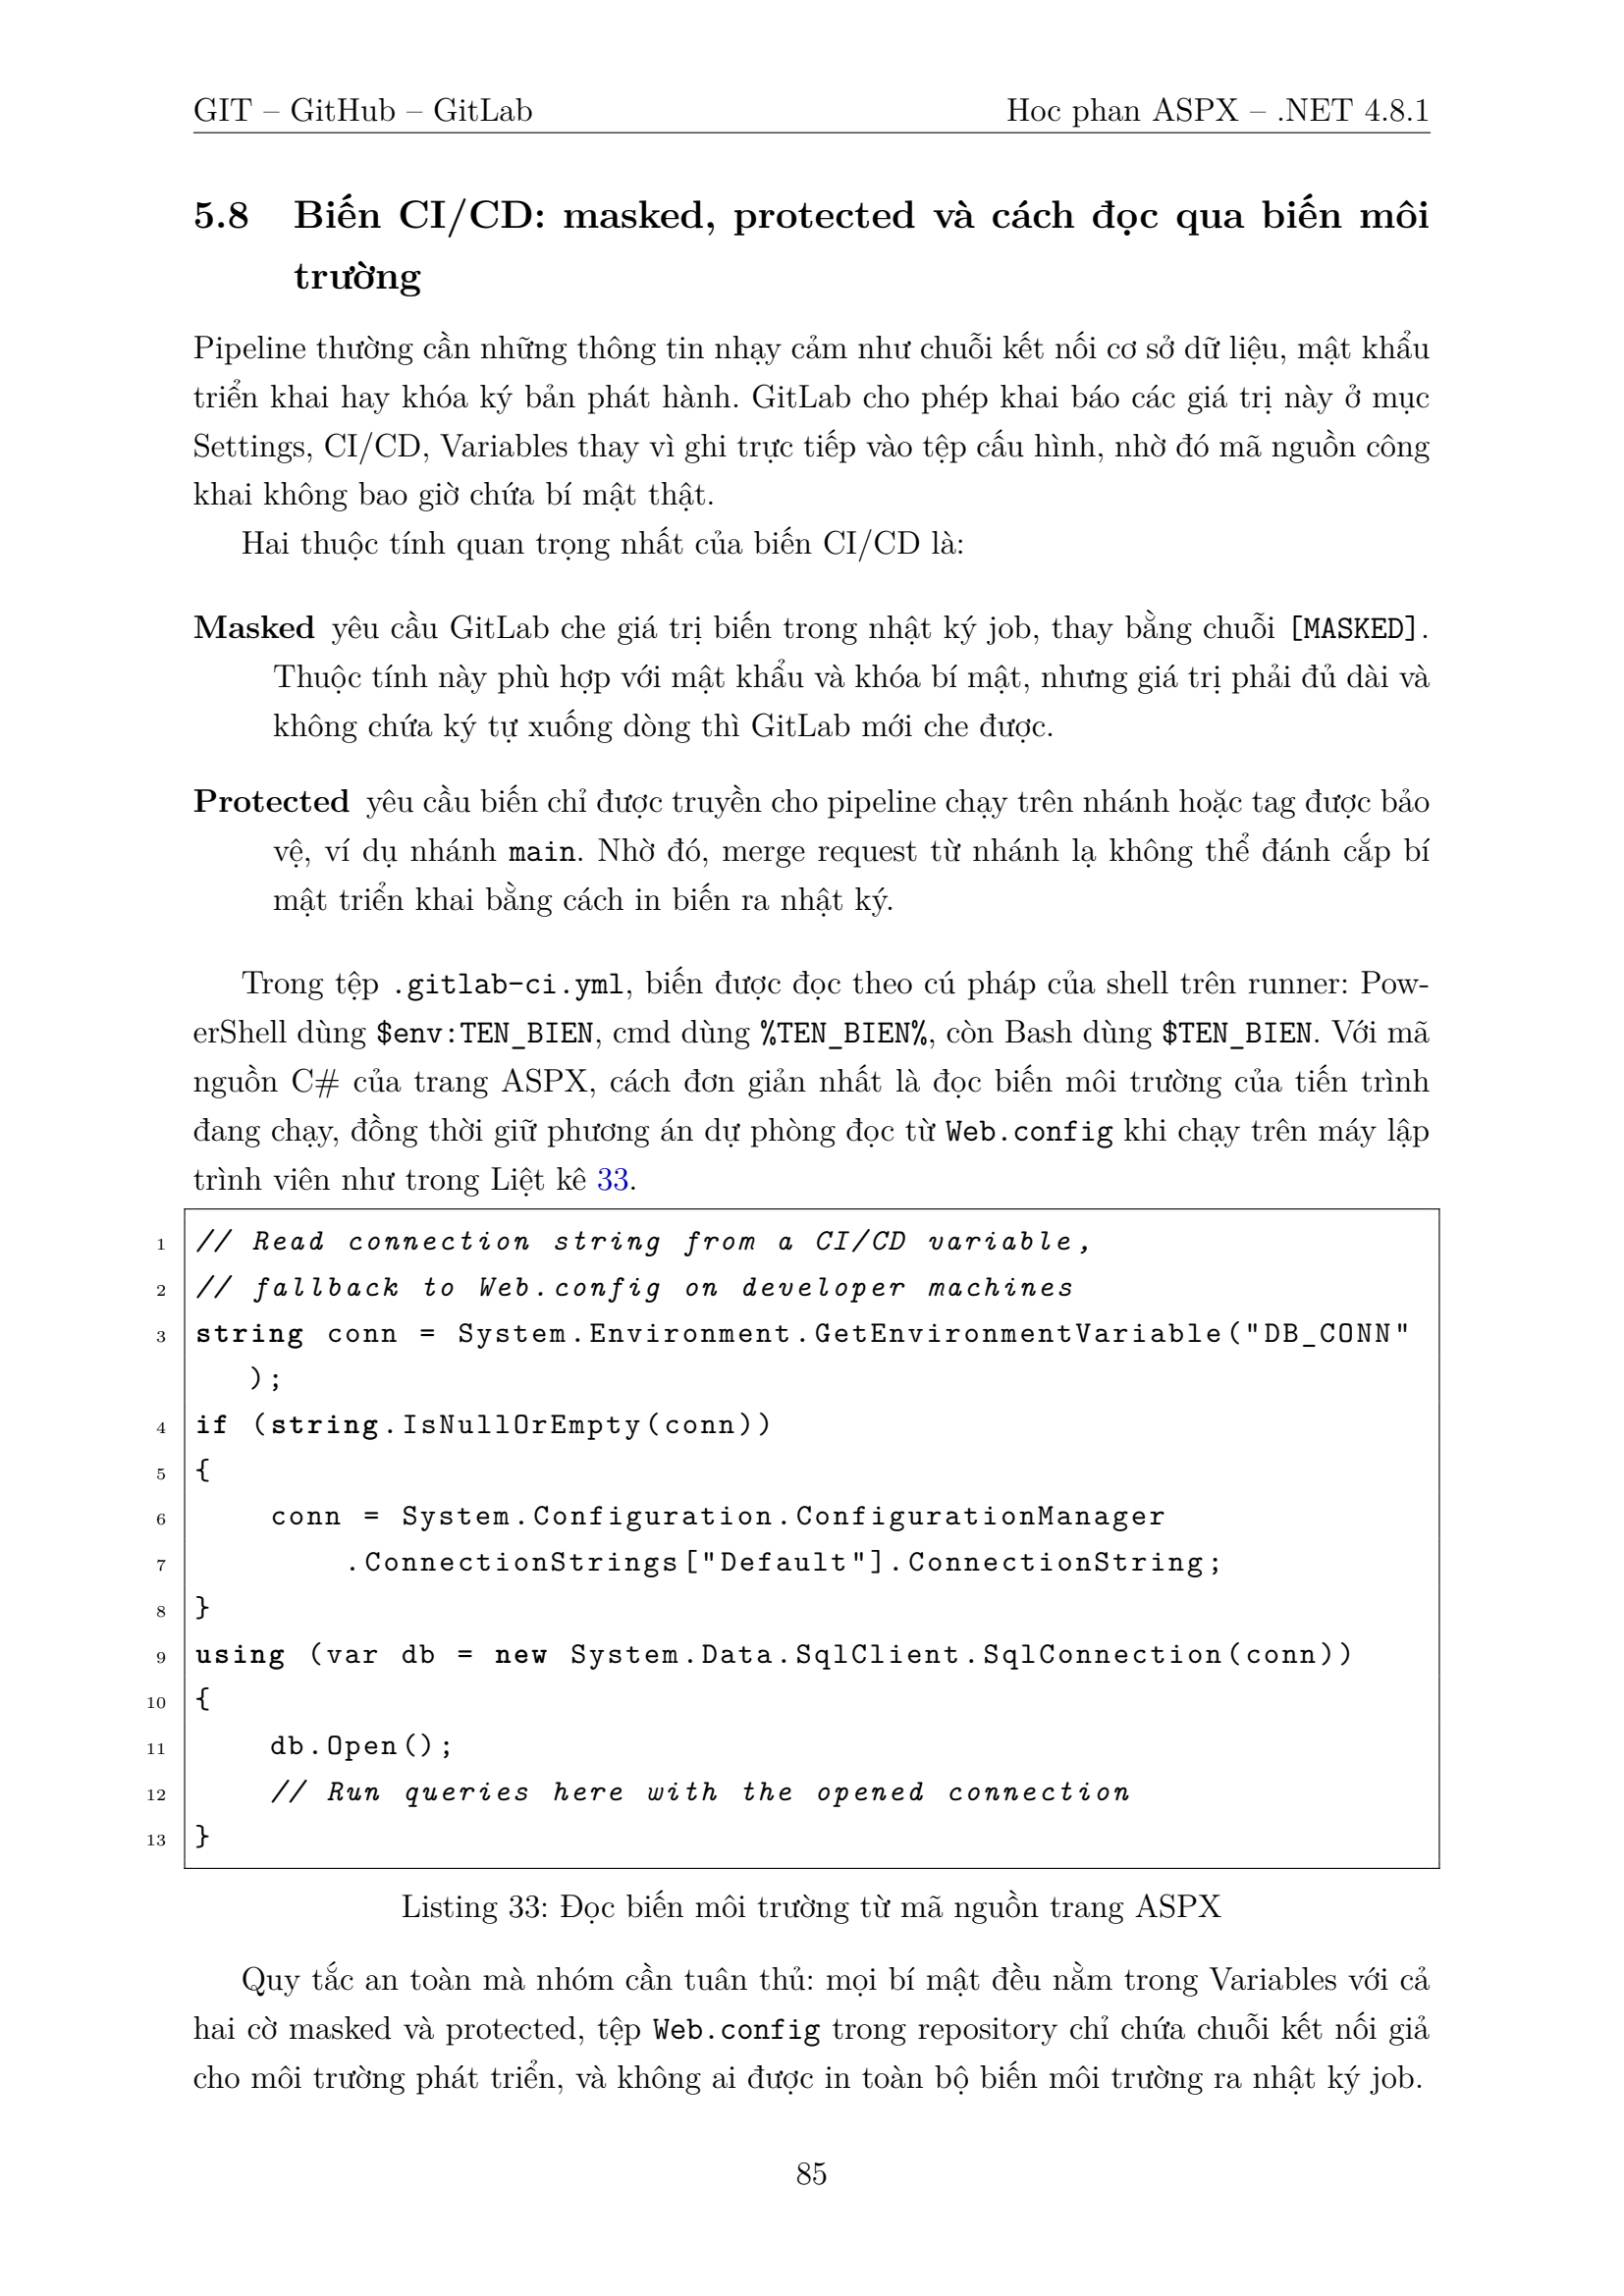 GIT – GitHub – GitLab Hoc phan ASPX – .NET 4.8.1
5.8 Biến CI/CD: masked, protected và cách đọc qua biến môi
trường
Pipeline thường cần những thông tin nhạy cảm như chuỗi kết nối cơ sở dữ liệu, mật khẩu
triển khai hay khóa ký bản phát hành. GitLab cho phép khai báo các giá trị này ở mục
Settings, CI/CD, Variables thay vì ghi trực tiếp vào tệp cấu hình, nhờ đó mã nguồn công
khai không bao giờ chứa bí mật thật.
Hai thuộc tính quan trọng nhất của biến CI/CD là:
Masked yêu cầu GitLab che giá trị biến trong nhật ký job, thay bằng chuỗi [MASKED].
Thuộc tính này phù hợp với mật khẩu và khóa bí mật, nhưng giá trị phải đủ dài và
không chứa ký tự xuống dòng thì GitLab mới che được.
Protected yêu cầu biến chỉ được truyền cho pipeline chạy trên nhánh hoặc tag được bảo
vệ, ví dụ nhánh main. Nhờ đó, merge request từ nhánh lạ không thể đánh cắp bí
mật triển khai bằng cách in biến ra nhật ký.
Trong tệp .gitlab-ci.yml, biến được đọc theo cú pháp của shell trên runner: Pow-
erShell dùng $env:TEN_BIEN, cmd dùng %TEN_BIEN%, còn Bash dùng $TEN_BIEN. Với mã
nguồn C# của trang ASPX, cách đơn giản nhất là đọc biến môi trường của tiến trình
đang chạy, đồng thời giữ phương án dự phòng đọc từ Web.config khi chạy trên máy lập
trình viên như trong Liệt kê 33.
1 // Read connection string from a CI/CD variable,
2 // fallback to Web.config on developer machines
3 string conn = System.Environment.GetEnvironmentVariable("DB_CONN"
);
4 if (string.IsNullOrEmpty(conn))
5 {
6 conn = System.Configuration.ConfigurationManager
7 .ConnectionStrings["Default"].ConnectionString;
8 }
9 using (var db = new System.Data.SqlClient.SqlConnection(conn))
10 {
11 db.Open();
12 // Run queries here with the opened connection
13 }
Listing 33: Đọc biến môi trường từ mã nguồn trang ASPX
Quy tắc an toàn mà nhóm cần tuân thủ: mọi bí mật đều nằm trong Variables với cả
hai cờ masked và protected, tệp Web.config trong repository chỉ chứa chuỗi kết nối giả
cho môi trường phát triển, và không ai được in toàn bộ biến môi trường ra nhật ký job.
85